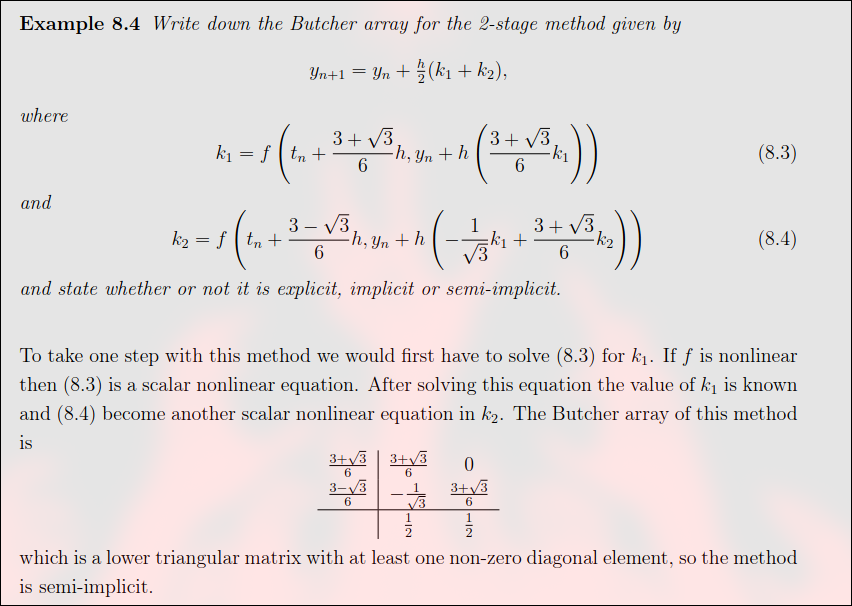 Example 8.4 Write down the Butcher array for the 2-stage method given by
y_{n+1} = y_n + \frac{h}{2}(k_1 + k_2),
where
k_1 = f\left(t_n + \frac{3+\sqrt{3}}{6}h, y_n + h\left(\frac{3+\sqrt{3}}{6}k_1\right)\right) (8.3)
and
k_2 = f\left(t_n + \frac{3-\sqrt{3}}{6}h, y_n + h\left(-\frac{1}{\sqrt{3}}k_1 + \frac{3+\sqrt{3}}{6}k_2\right)\right) (8.4)
and state whether or not it is explicit, implicit or semi-implicit.
To take one step with this method we would first have to solve (8.3) for k_1. If f is nonlinear
then (8.3) is a scalar nonlinear equation. After solving this equation the value of k_1 is known
and (8.4) become another scalar nonlinear equation in k_2. The Butcher array of this method
is
\frac{3+\sqrt{3}}{6} | \frac{3+\sqrt{3}}{6} 0
\frac{3-\sqrt{3}}{6} | -\frac{1}{\sqrt{3}} \frac{3+\sqrt{3}}{6}
| \frac{1}{2} \frac{1}{2}
which is a lower triangular matrix with at least one non-zero diagonal element, so the method
is semi-implicit.